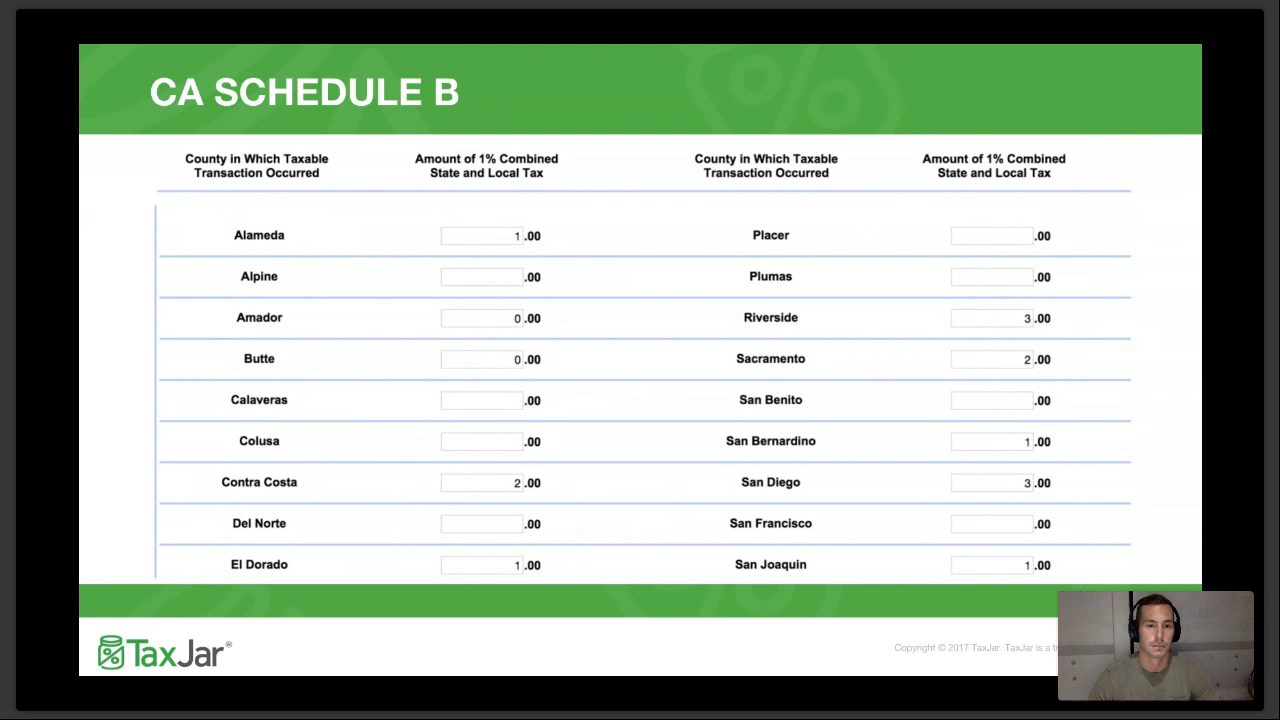 CA SCHEDULE B
County in Which Taxable Transaction Occurred Amount of 1% Combined State and Local Tax County in Which Taxable Transaction Occurred Amount of 1% Combined State and Local Tax
Alameda 1 .00 Placer .00
Alpine .00 Plumas .00
Amador 0 .00 Riverside 3 .00
Butte 0 .00 Sacramento 2 .00
Calaveras .00 San Benito .00
Colusa .00 San Bernardino 1 .00
Contra Costa 2 .00 San Diego 3 .00
Del Norte .00 San Francisco .00
El Dorado 1 .00 San Joaquin 1 .00
TaxJar®
Copyright © 2017 TaxJar. TaxJar is a